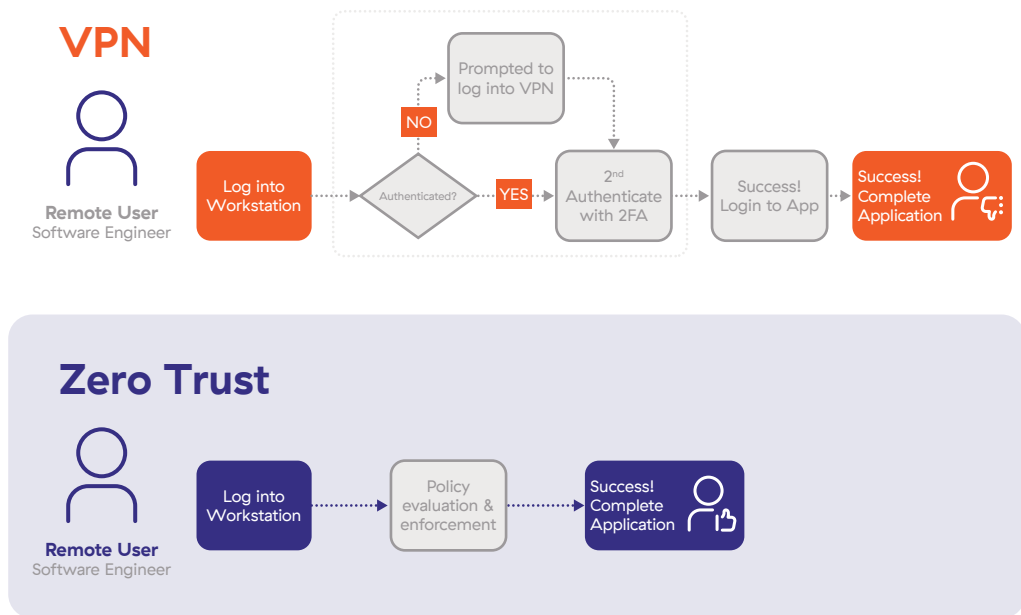 VPN
Remote User
Software Engineer
Log into
Workstation
Authenticated?
NO
Prompted to
log into VPN
YES
2nd
Authenticate
with 2FA
Success!
Login to App
Success!
Complete
Application
Zero Trust
Remote User
Software Engineer
Log into
Workstation
Policy
evaluation &
enforcement
Success!
Complete
Application